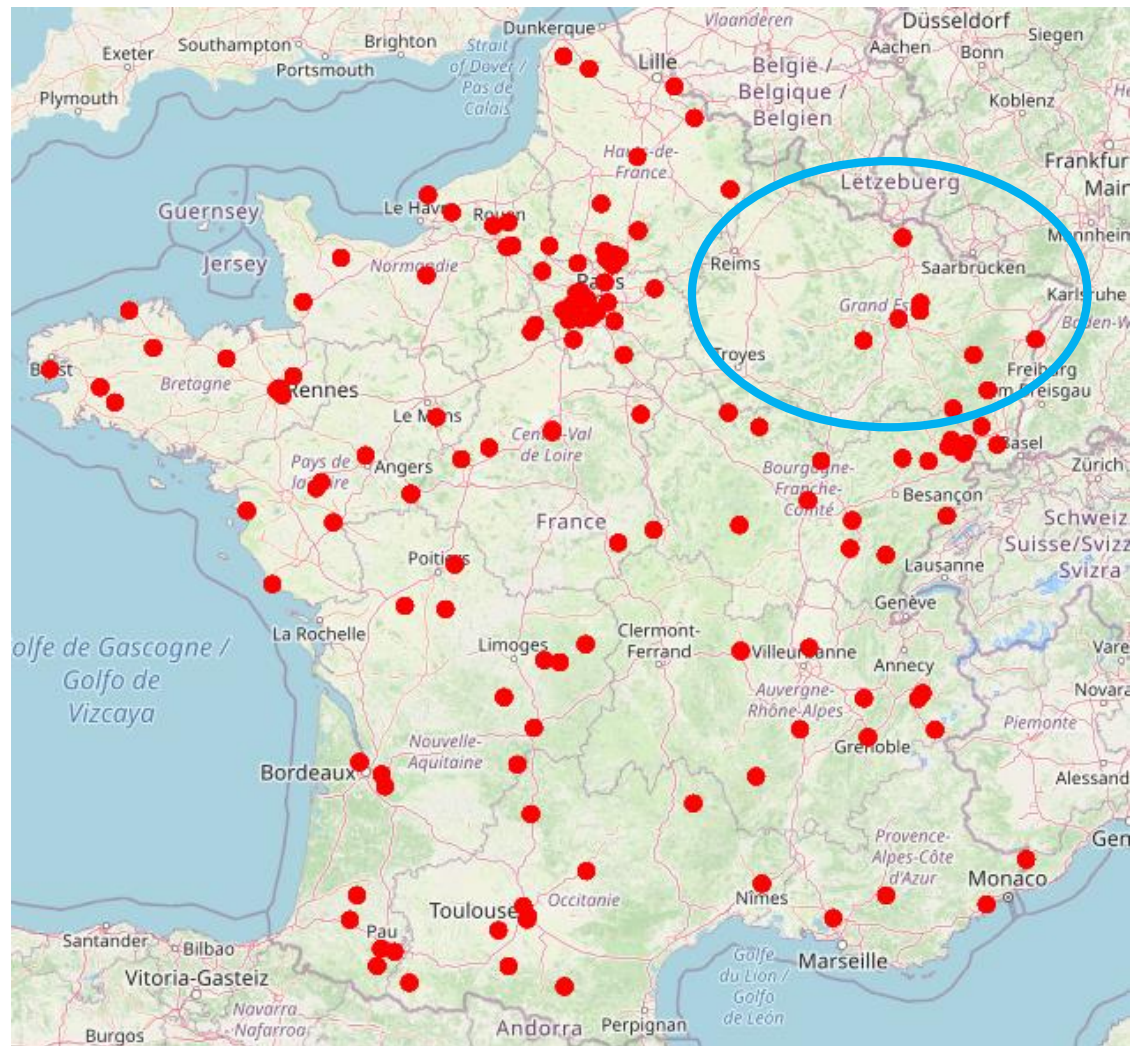 Dunkerque
Vlaanderen
Düsseldorf
Siegen
Exeter
Southampton
Brighton
Strait
of Dover /
Pas de
Calais
Lille
België /
Belgique /
Belgien
Aachen
Bonn
Portsmouth
Plymouth
Koblenz
Frankfur
Main
Hauts-de-
France
Lëtzebuerg
Guernsey
Le Havre
Rouen
Mannheim
Jersey
Normandie
Reims
Saarbrücken
Paris
Grand Est
Karlsruhe
Baden-W
Troyes
Brest
Bretagne
Rennes
Freiburg
im Breisgau
Le Mans
Centre-Val
de Loire
Basel
Pays de
la Loire
Angers
Bourgogne-
Franche-
Comté
Zürich
Besançon
France
Schweiz/
Suisse/Svizz
Svizra
Poitiers
Lausanne
Genève
La Rochelle
olfe de Gascogne /
Golfo de
Vizcaya
Limoges
Clermont-
Ferrand
Villeurbanne
Annecy
Vare
Novara
Auvergne-
Rhône-Alpes
Piemonte
Nouvelle-
Aquitaine
Grenoble
Bordeaux
Alessand
Provence-
Alpes-Côte
d'Azur
Gen
Monaco
Toulouse
Occitanie
Nîmes
Pau
Santander
Bilbao
Marseille
Golfe
du Lion /
Golfo
de León
Vitoria-Gasteiz
Navarra
- Nafarroa
Andorra
Perpignan
Burgos